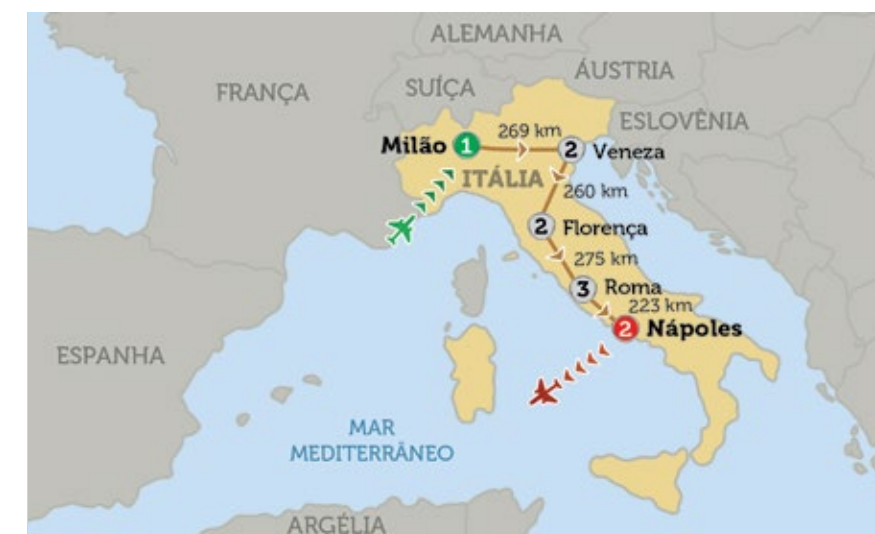 ALEMANHA
ÁUSTRIA
FRANÇA
SUÍÇA
ESLOVÊNIA
269 km
Milão 1
2 Veneza
ITÁLIA
260 km
2 Florença
275 km
3 Roma
223 km
2 Nápoles
ESPANHA
MAR
MEDITERRÂNEO
ARGÉLIA